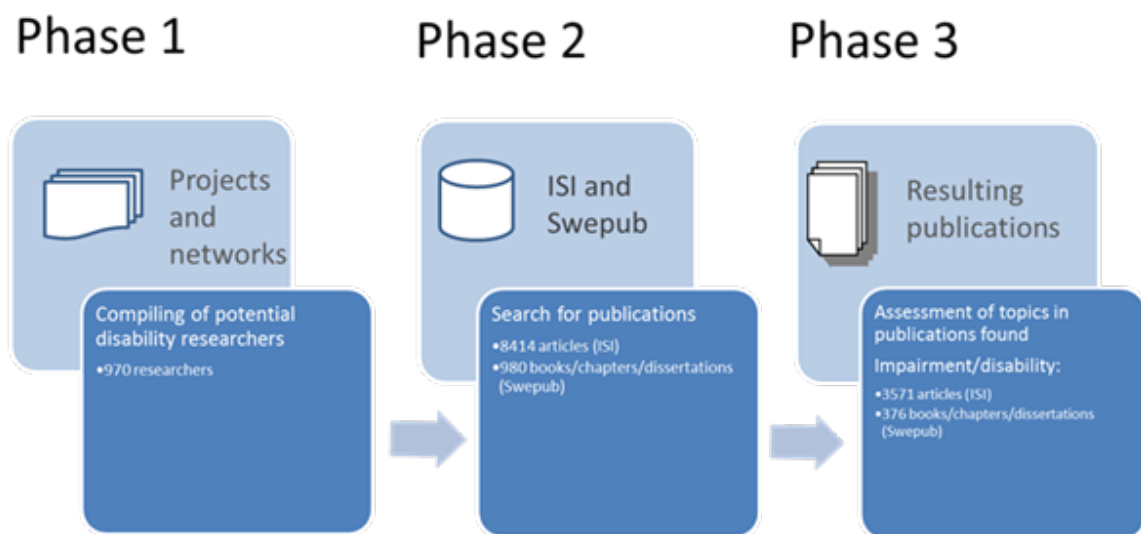 Phase 1
Projects
and
networks
Compiling of potential
disability researchers
•970 researchers
Phase 2
ISI and
Swepub
Search for publications
•8414 articles (ISI)
•980 books/chapters/dissertations
(Swepub)
Phase 3
Resulting
publications
Assessment of topics in
publications found
Impairment/disability:
•3571 articles (ISI)
•376 books/chapters/dissertations
(Swepub)